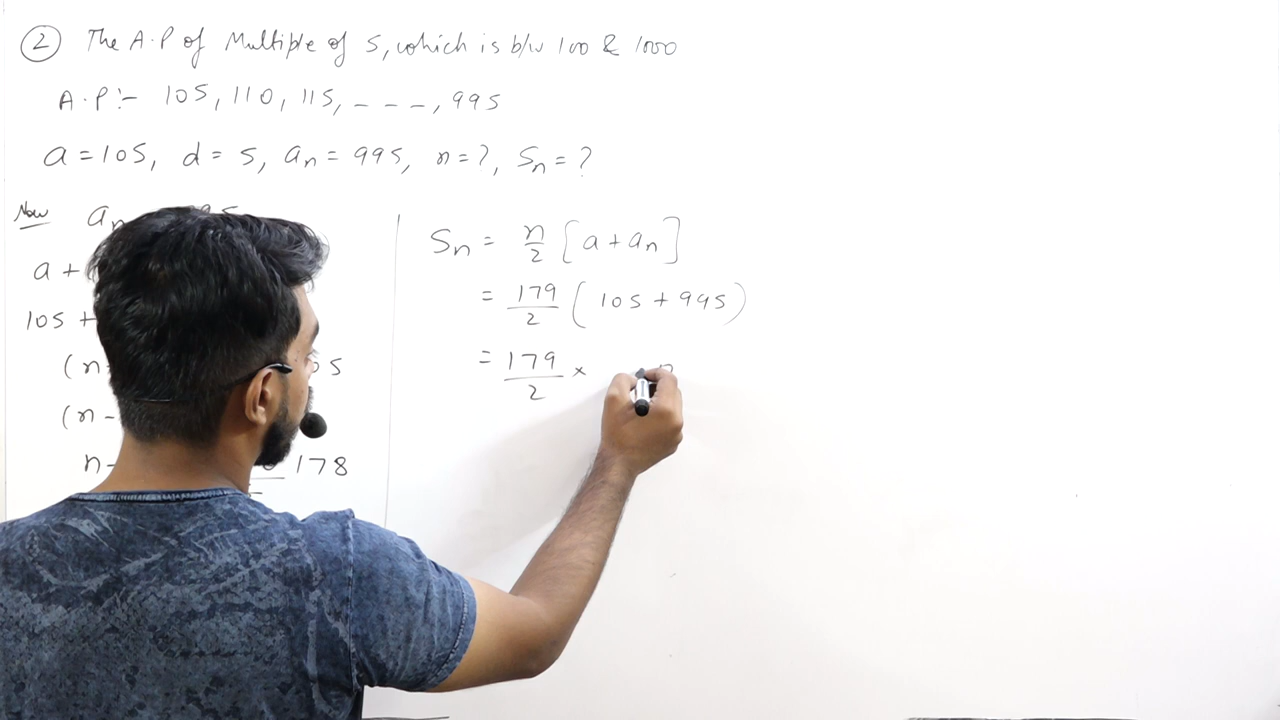 ② The A.P of Multiple of 5, which is b/w 100 & 1000
A.P:- 105, 110, 115, - - -, 995
a = 105, d = 5, aₙ = 995, n = ?, Sₙ = ?
Now aₙ
a +
105 +
(n-
(n -
n- 178
Sₙ = n/2 [a + aₙ]
= 179/2 (105 + 995)
= 179/2 ×